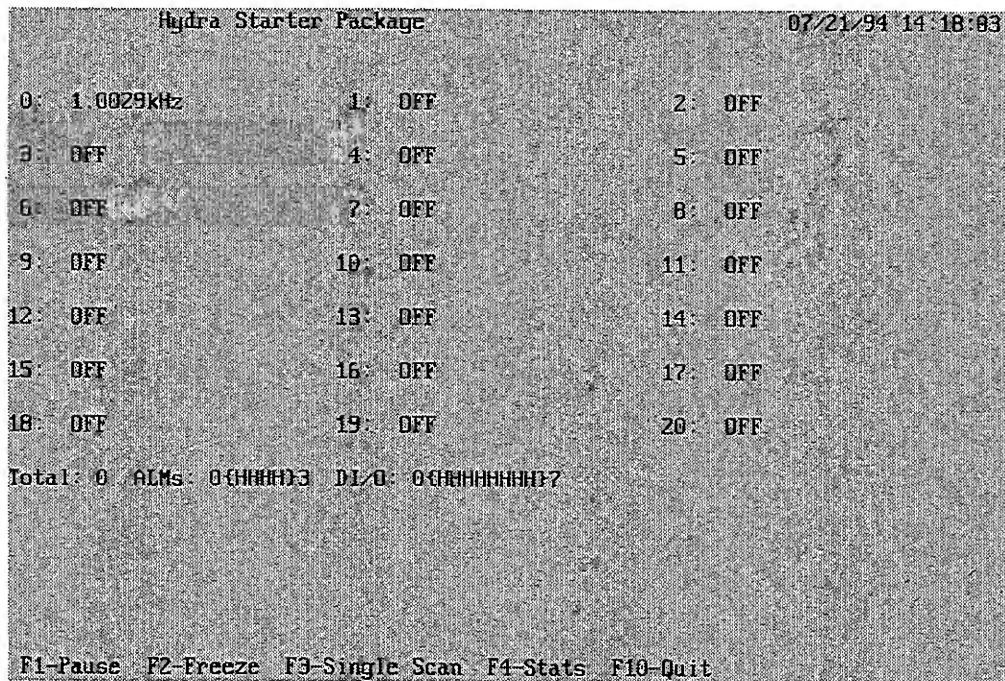 Hydra Starter Package 07/21/94 14:18:03
0: 1.0029kHz 1: OFF 2: OFF
3: OFF 4: OFF 5: OFF
6: OFF 7: OFF 8: OFF
9: OFF 10: OFF 11: OFF
12: OFF 13: OFF 14: OFF
15: OFF 16: OFF 17: OFF
18: OFF 19: OFF 20: OFF
Total: 0 ALMs: 0{HHHH}3 DI/O: 0{HHHHHHHH}7
F1-Pause F2-Freeze F3-Single Scan F4-Stats F10-Quit